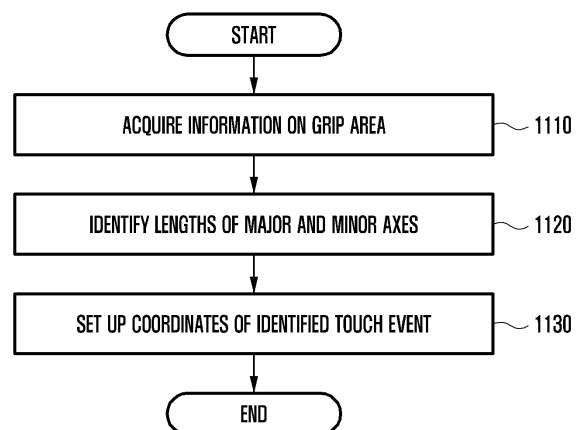 START
ACQUIRE INFORMATION ON GRIP AREA
1110
IDENTIFY LENGTHS OF MAJOR AND MINOR AXES
1120
SET UP COORDINATES OF IDENTIFIED TOUCH EVENT
1130
END